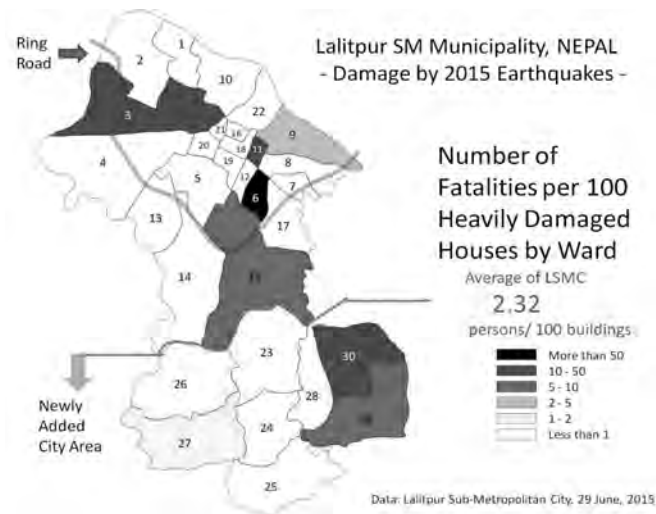 Lalitpur SM Municipality, NEPAL
- Damage by 2015 Earthquakes -
Ring
Road
1
2
10
3
22
9
21
16
11
20
18
8
4
19
12
7
5
6
13
17
14
23
30
26
28
27
24
25
Newly
Added
City Area
Number of
Fatalities per 100
Heavily Damaged
Houses by Ward
Average of LSMC
2.32
persons/ 100 buildings
More than 50
10 - 50
5 - 10
2 - 5
1 - 2
Less than 1
Data: Lalitpur Sub-Metropolitan City, 29 June, 2015